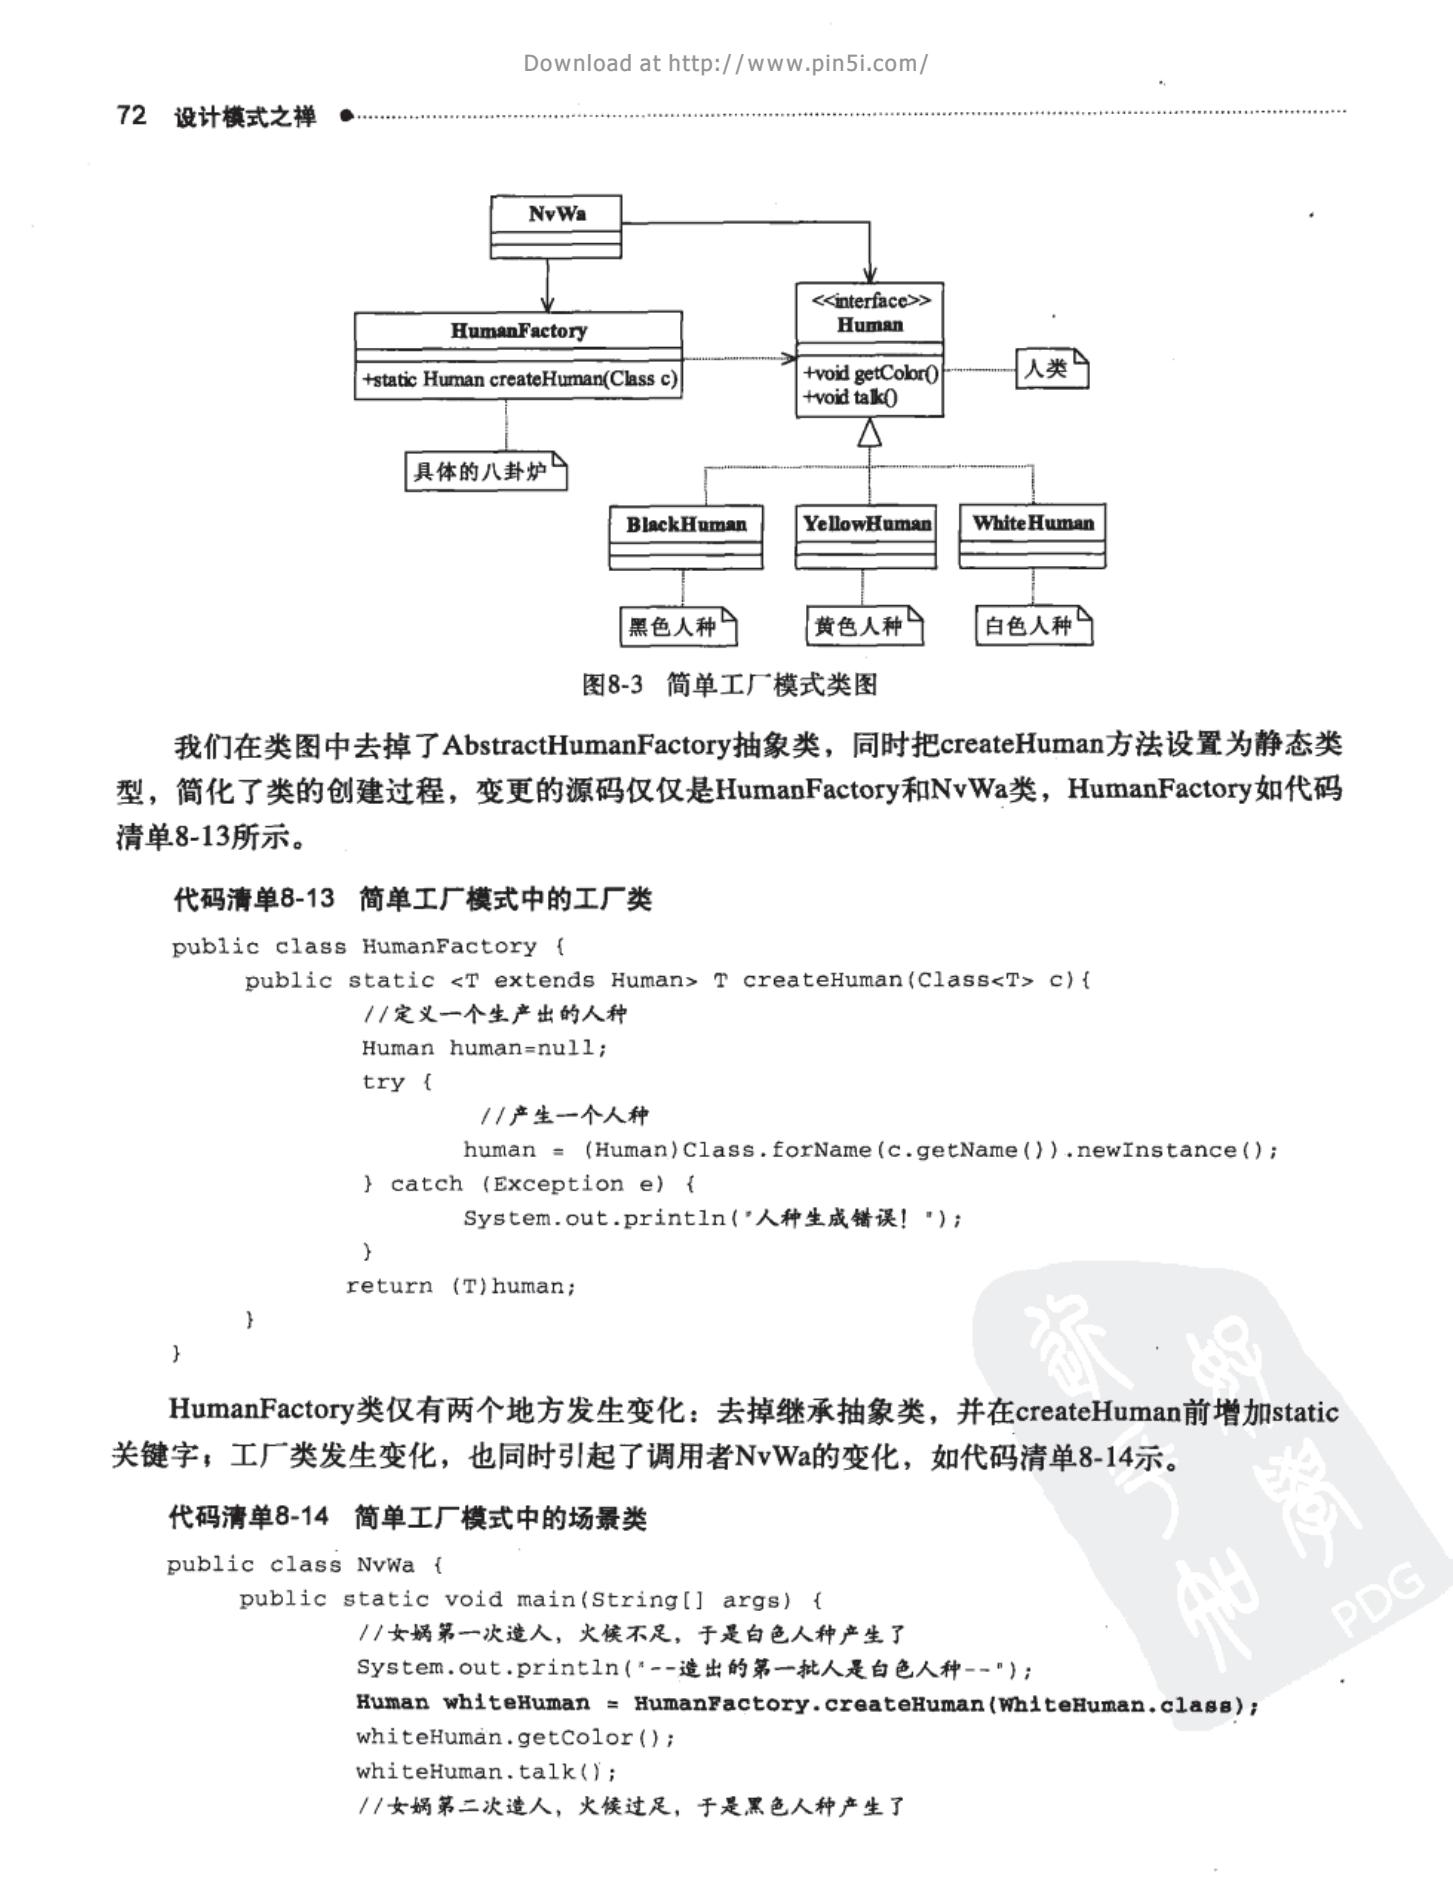 Download at http://www.pin5i.com/
72 设计模式之禅
NvWa
<<interface>>
Human
HumanFactory
+void getColor()
人类
+static Human createHuman(Class c)
+void talk()
具体的八卦炉
BlackHuman
YellowHuman
WhiteHuman
黑色人种
黄色人种
白色人种
图8-3 简单工厂模式类图
我们在类图中去掉了AbstractHumanFactory抽象类，同时把createHuman方法设置为静态类
型，简化了类的创建过程，变更的源码仅仅是HumanFactory和NvWa类，HumanFactory如代码
清单8-13所示。
代码清单8-13 简单工厂模式中的工厂类
public class HumanFactory {
public static <T extends Human> T createHuman(Class<T> c){
//定义一个生产出的人种
Human human=null;
try {
//产生一个人种
human = (Human)Class.forName(c.getName()).newInstance();
} catch (Exception e) {
System.out.println("人种生成错误！");
}
return (T)human;
}
}
HumanFactory类仅有两个地方发生变化：去掉继承抽象类，并在createHuman前增加static
关键字；工厂类发生变化，也同时引起了调用者NvWa的变化，如代码清单8-14示。
代码清单8-14 简单工厂模式中的场景类
public class NvWa {
public static void main(String[] args) {
//女娲第一次造人，火候不足，于是白色人种产生了
System.out.println("--造出的第一批人是白色人种--");
Human whiteHuman = HumanFactory.createHuman(WhiteHuman.class);
whiteHuman.getColor();
whiteHuman.talk();
//女娲第二次造人，火候过足，于是黑色人种产生了
PDG